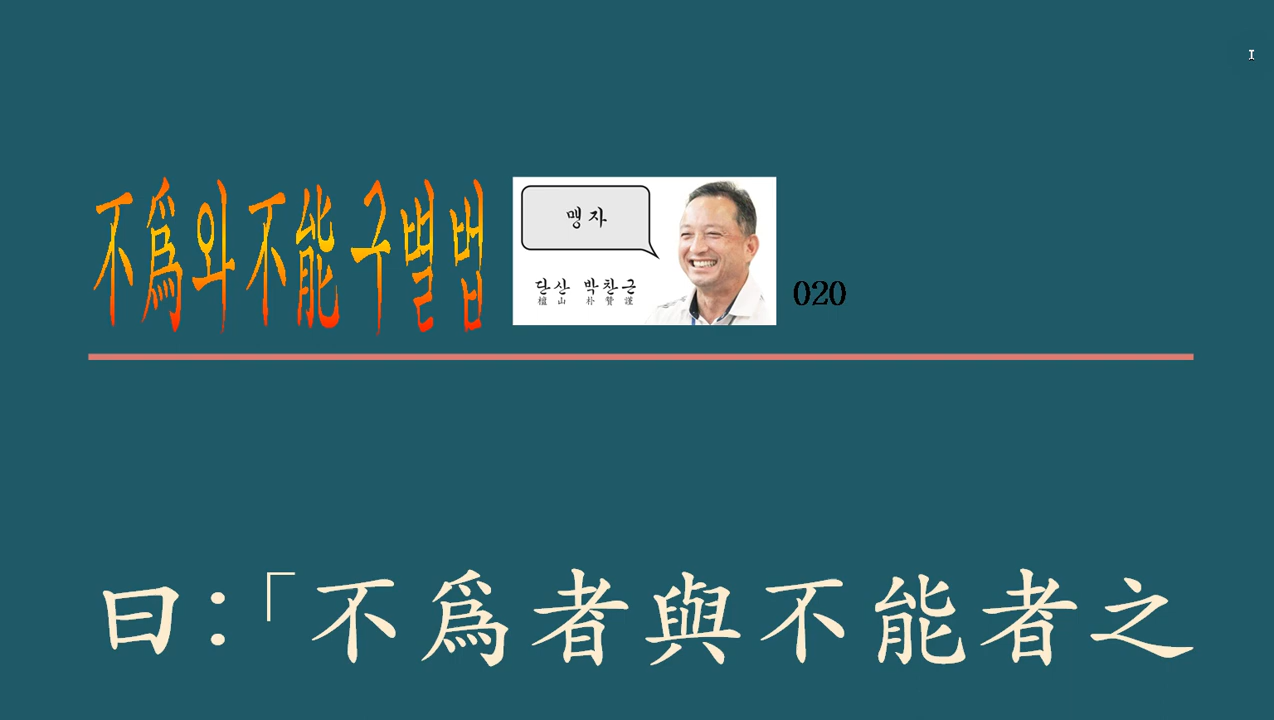 不爲와 不能 구별법
맹자
단산 박찬근
檀山 朴贊謹
020
曰:「不爲者與不能者之